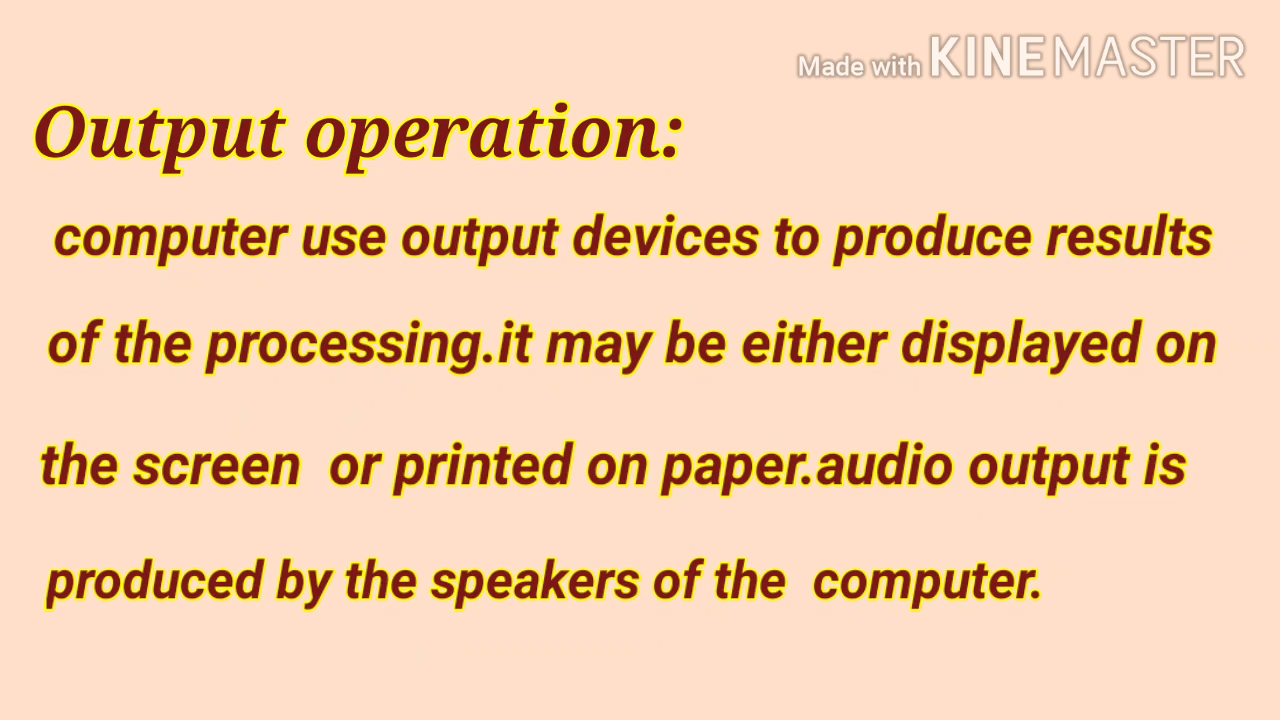 Made with KINEMASTER
Output operation:
computer use output devices to produce results
of the processing.it may be either displayed on
the screen or printed on paper.audio output is
produced by the speakers of the computer.